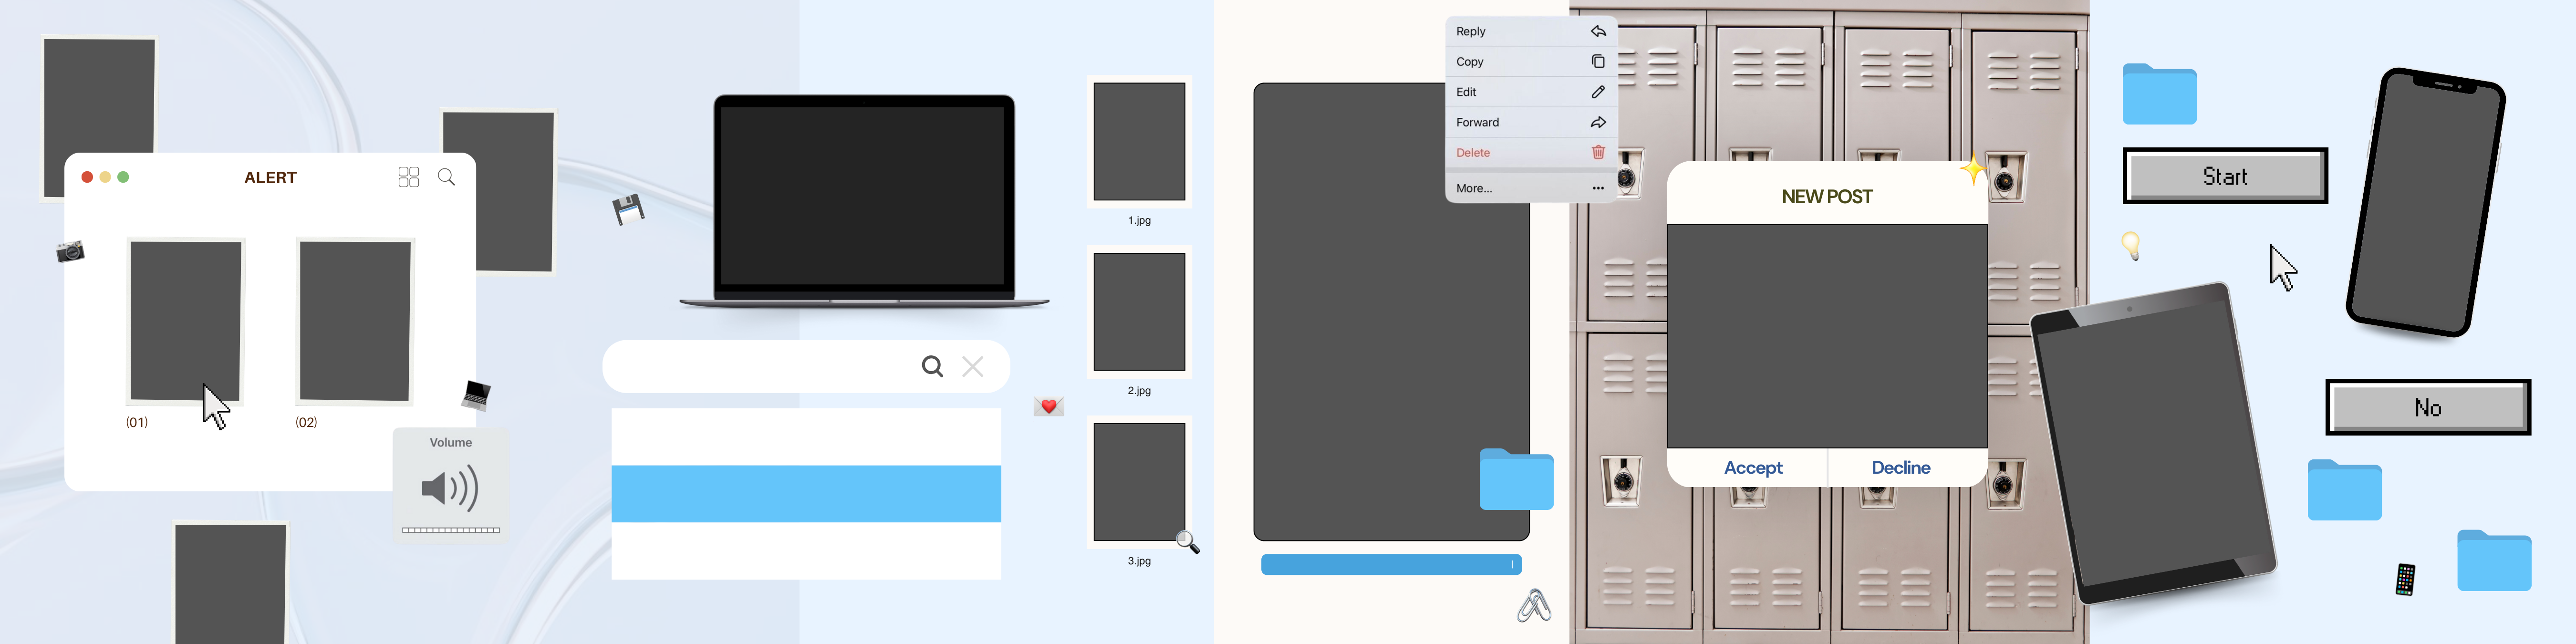 ALERT
(01)
(02)
Volume
1.jpg
2.jpg
3.jpg
Reply
Copy
Edit
Forward
Delete
More...
NEW POST
Accept
Decline
Start
No